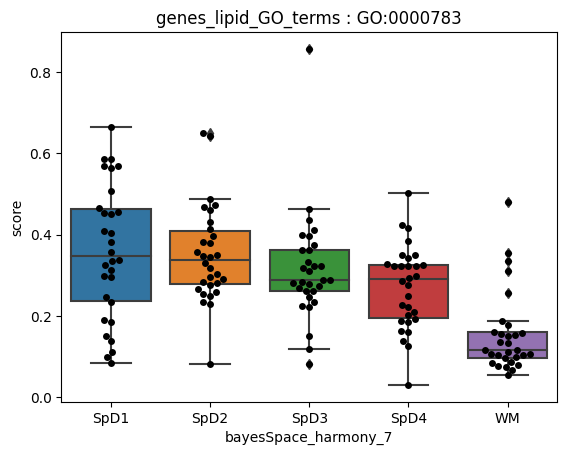 genes_lipid_GO_terms : GO:0000783
score
0.8
0.6
0.4
0.2
0.0
SpD1 SpD2 SpD3 SpD4 WM
bayesSpace_harmony_7